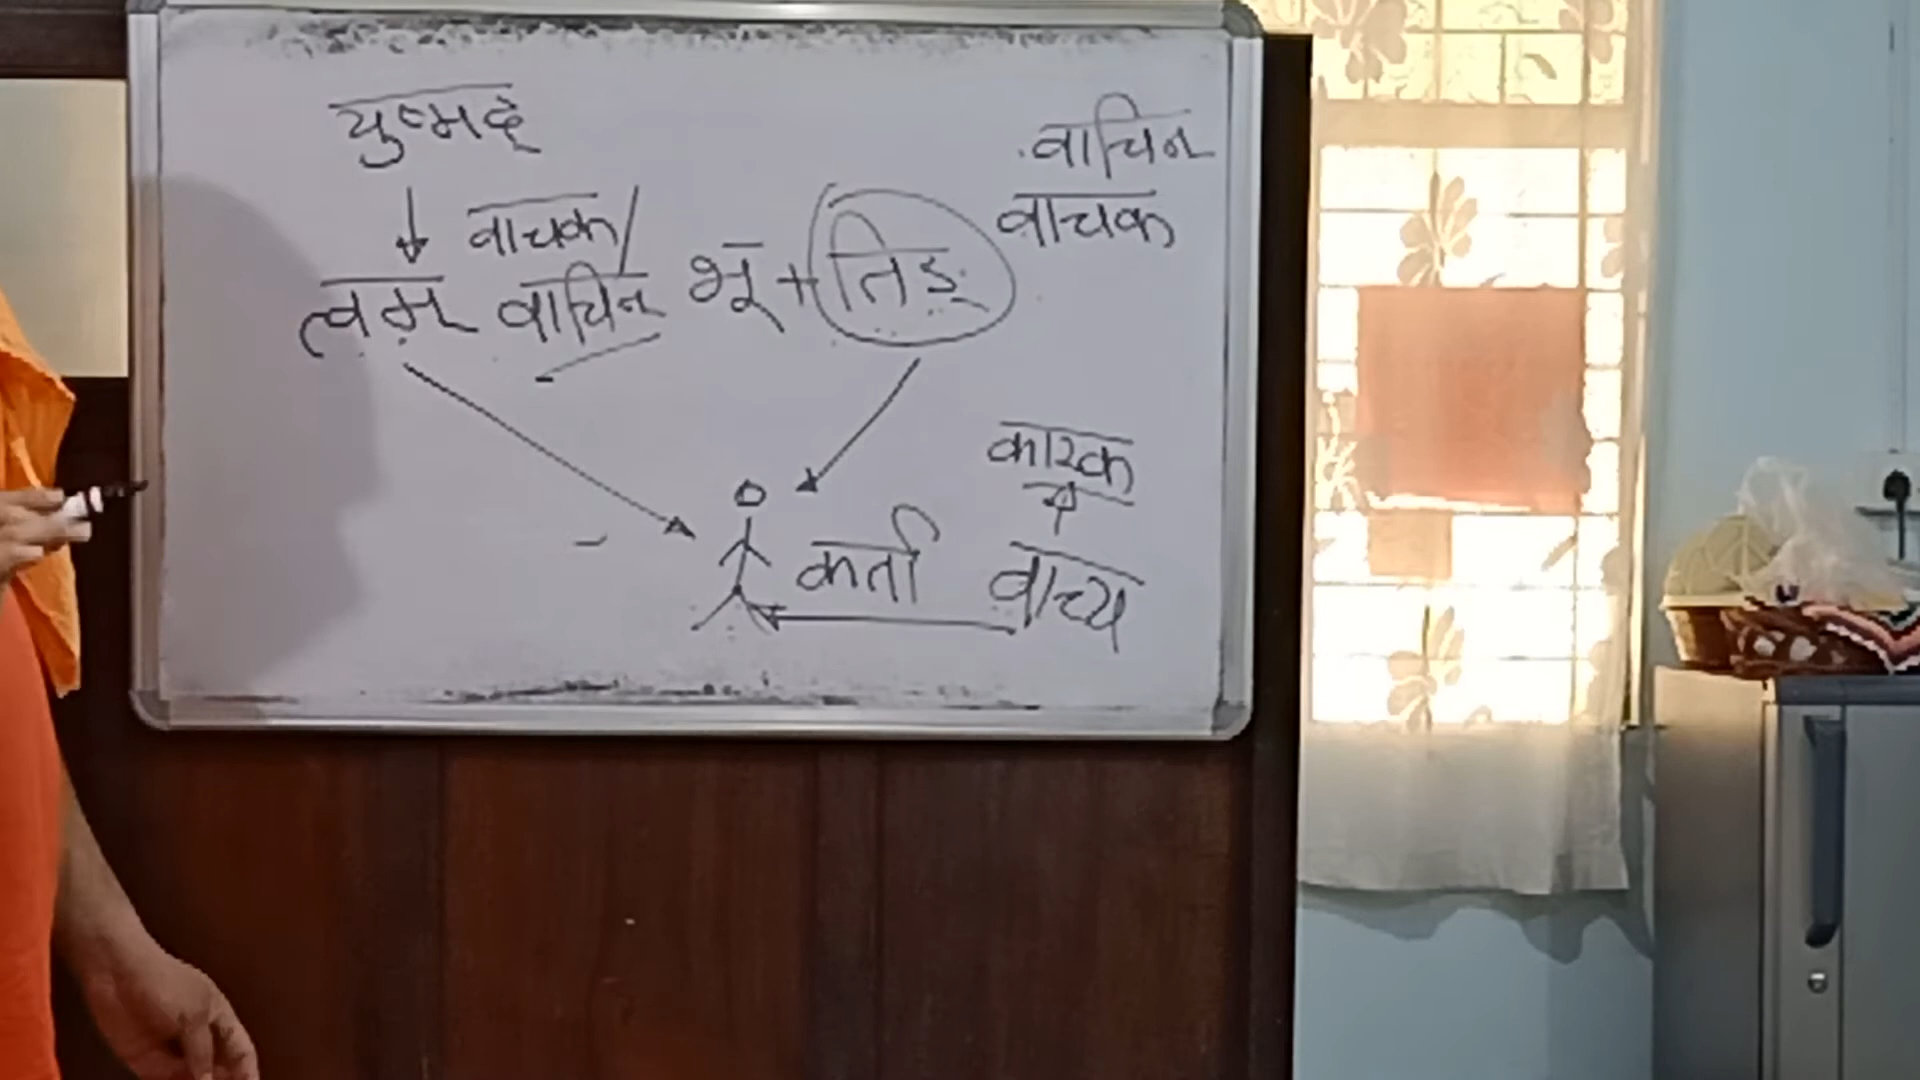 युष्मद्
वाचिन्
वाचक/
वाचक
त्वम् वाचिन् भू + तिङ्
कारक
कर्ता वाच्य